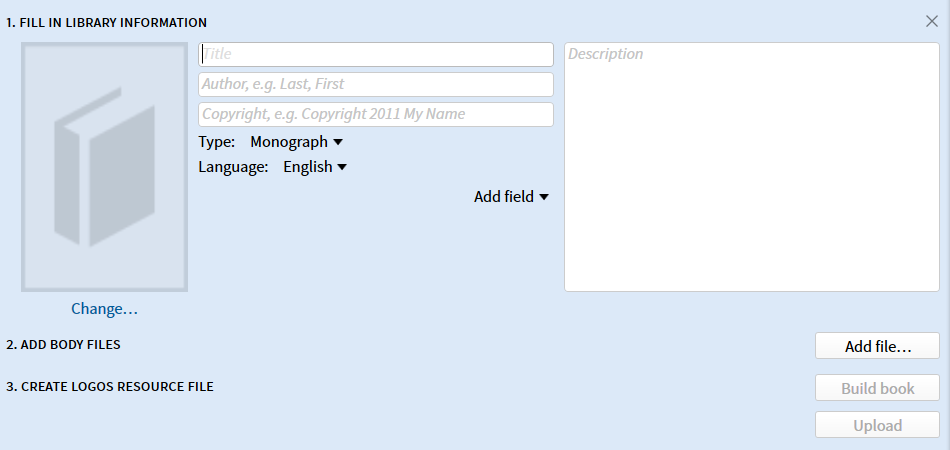 1. FILL IN LIBRARY INFORMATION
Title
Author, e.g. Last, First
Copyright, e.g. Copyright 2011 My Name
Type: Monograph
Language: English
Add field
Description
Change...
2. ADD BODY FILES
Add file...
3. CREATE LOGOS RESOURCE FILE
Build book
Upload